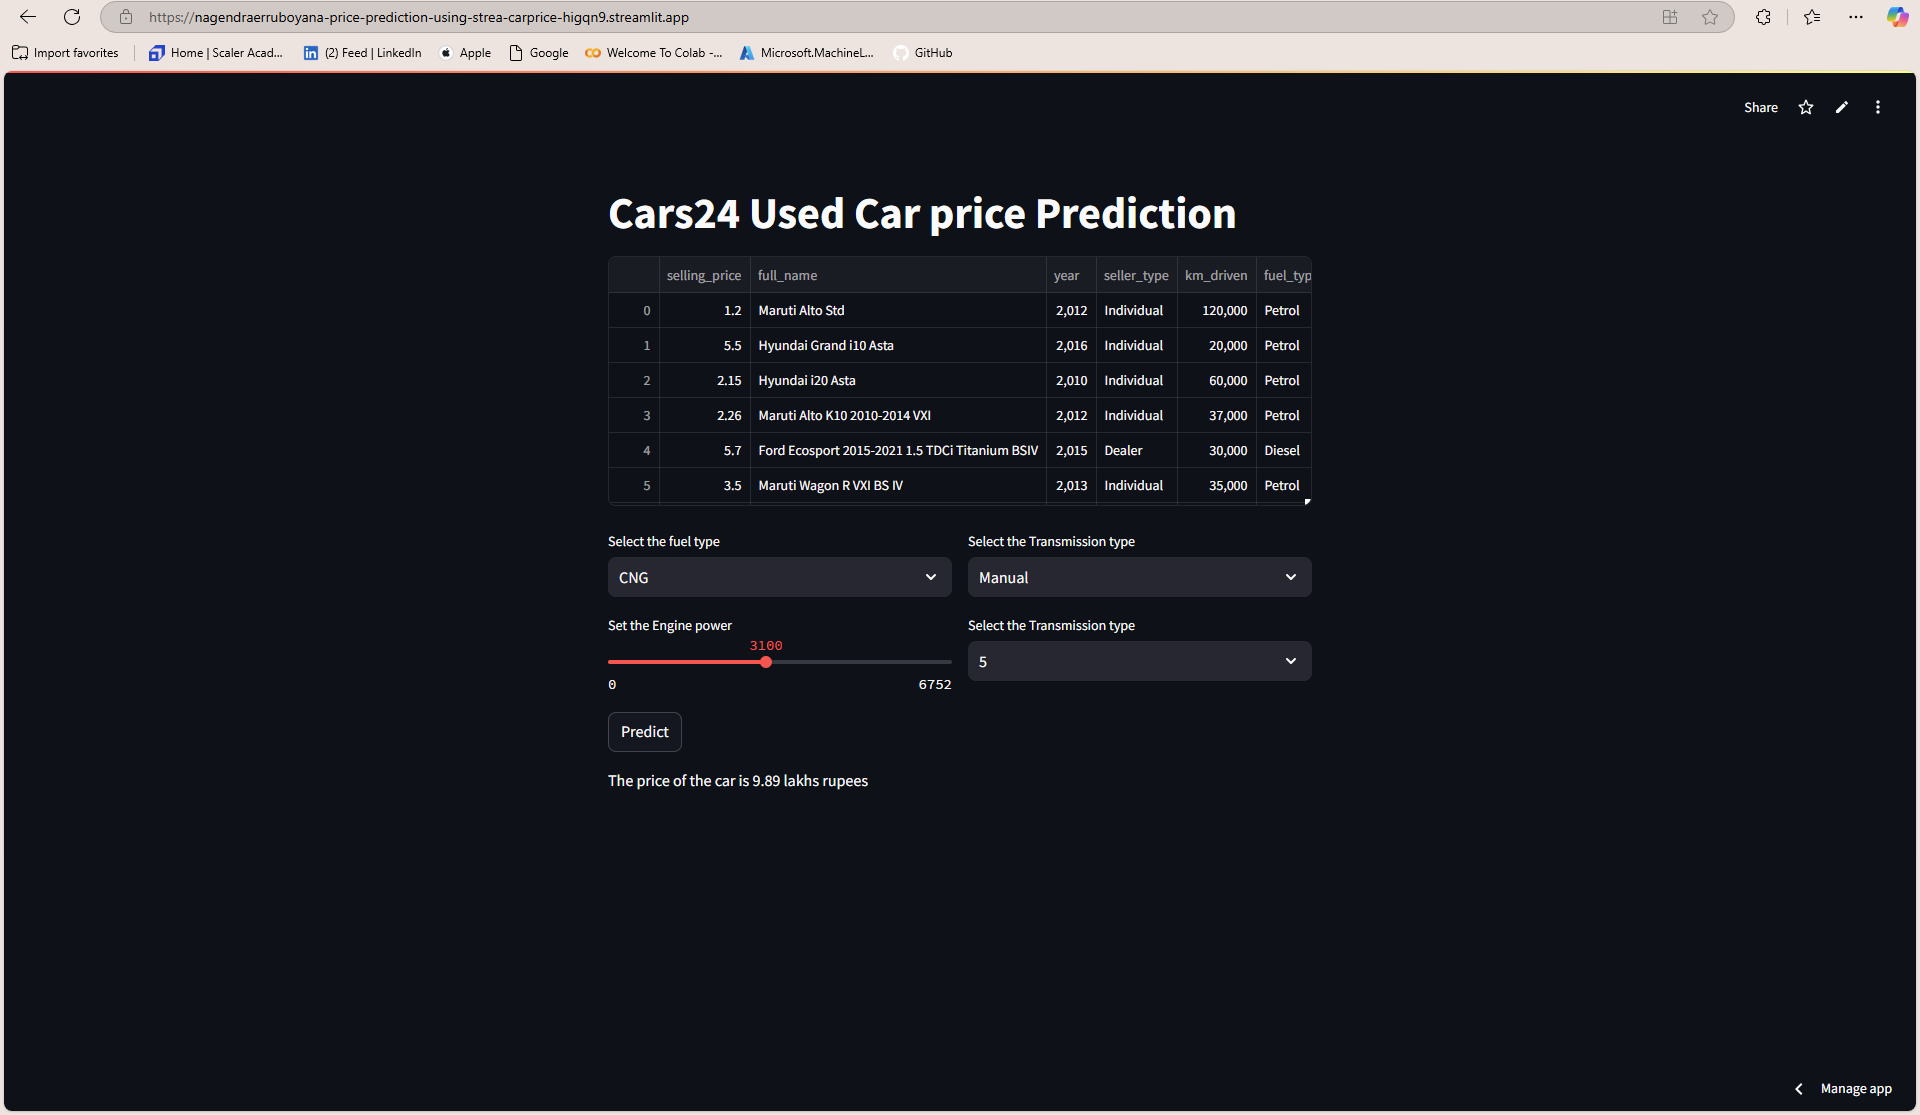 https://nagendraerruboyana-price-prediction-using-strea-carprice-higqn9.streamlit.app
Import favorites Home | Scaler Acad... (2) Feed | LinkedIn Apple Google Welcome To Colab -... Microsoft.MachineL... GitHub
Share
Cars24 Used Car price Prediction
selling_price full_name year seller_type km_driven fuel_typ
0 1.2 Maruti Alto Std 2,012 Individual 120,000 Petrol
1 5.5 Hyundai Grand i10 Asta 2,016 Individual 20,000 Petrol
2 2.15 Hyundai i20 Asta 2,010 Individual 60,000 Petrol
3 2.26 Maruti Alto K10 2010-2014 VXI 2,012 Individual 37,000 Petrol
4 5.7 Ford Ecosport 2015-2021 1.5 TDCi Titanium BSIV 2,015 Dealer 30,000 Diesel
5 3.5 Maruti Wagon R VXI BS IV 2,013 Individual 35,000 Petrol
Select the fuel type Select the Transmission type
CNG Manual
Set the Engine power Select the Transmission type
3100
5
0 6752
Predict
The price of the car is 9.89 lakhs rupees
Manage app